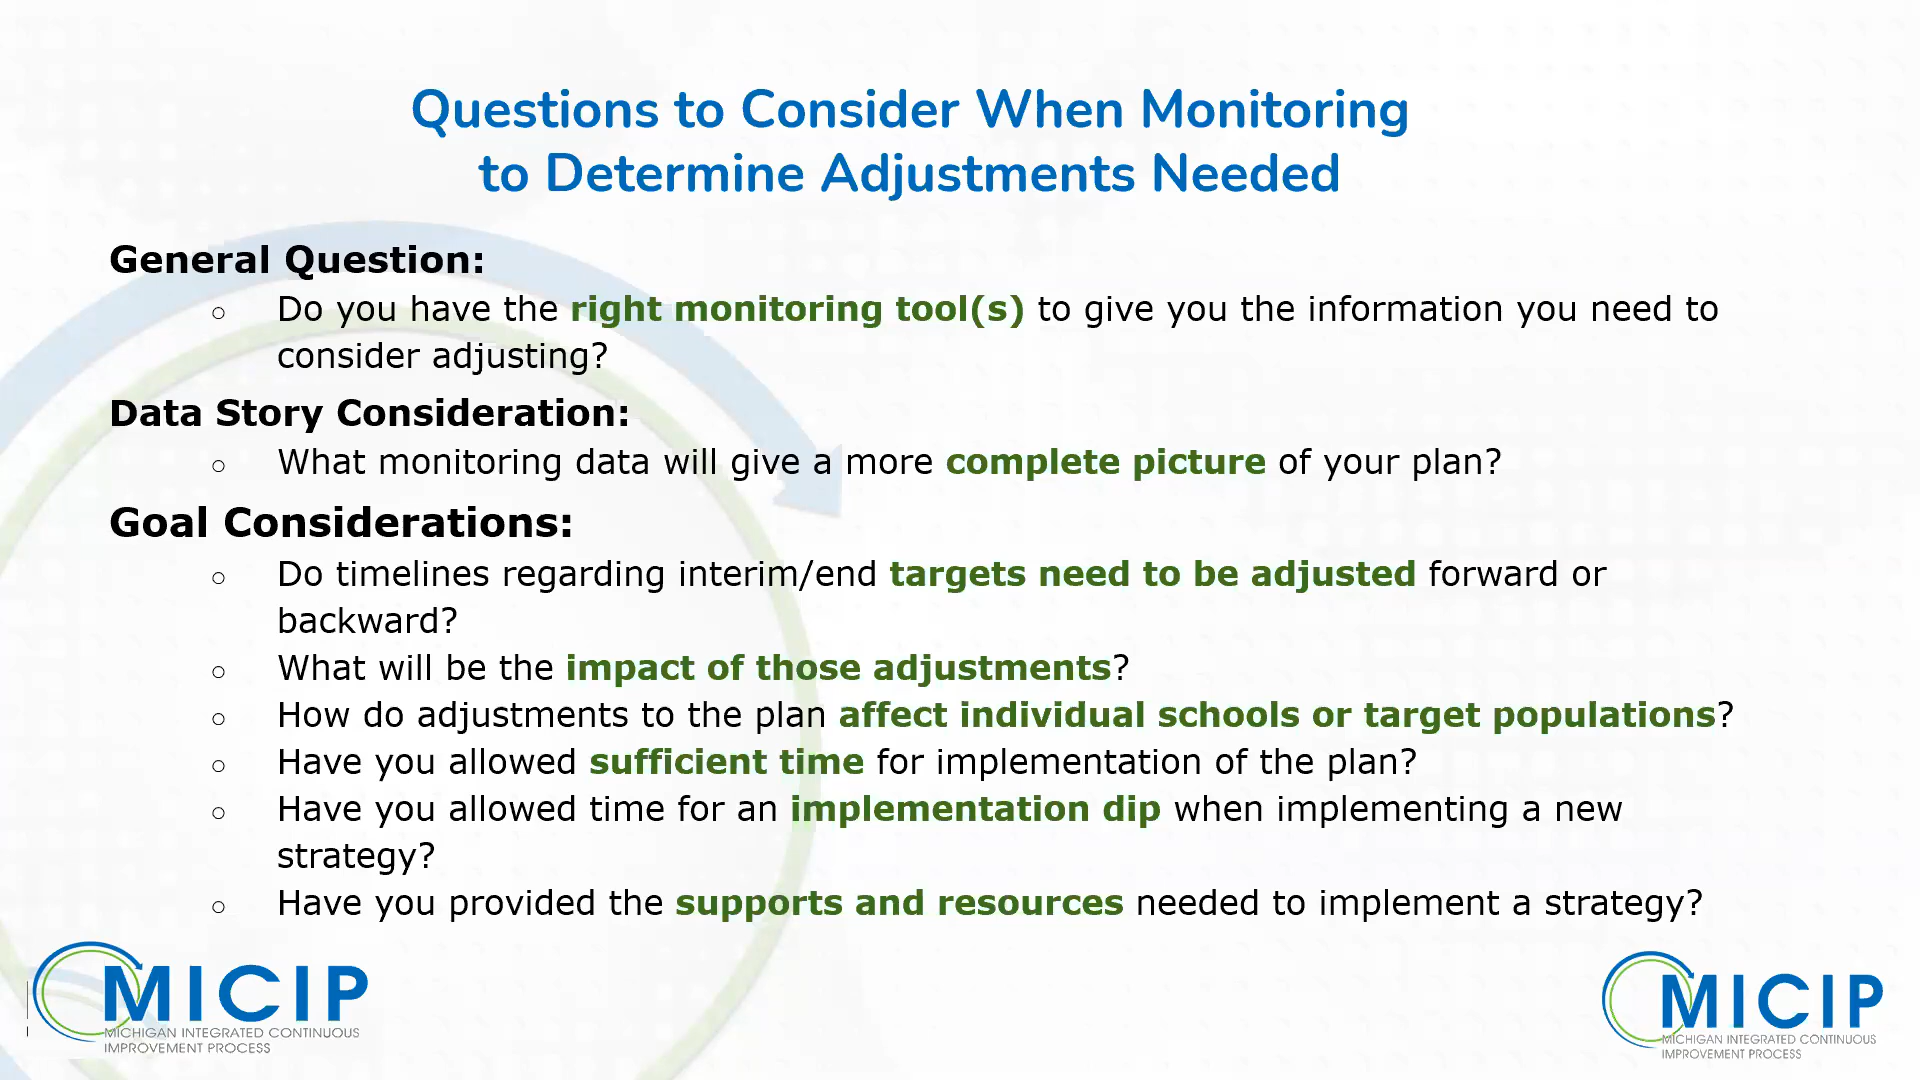 Questions to Consider When Monitoring
to Determine Adjustments Needed
General Question:
○ Do you have the right monitoring tool(s) to give you the information you need to
consider adjusting?
Data Story Consideration:
○ What monitoring data will give a more complete picture of your plan?
Goal Considerations:
○ Do timelines regarding interim/end targets need to be adjusted forward or
backward?
○ What will be the impact of those adjustments?
○ How do adjustments to the plan affect individual schools or target populations?
○ Have you allowed sufficient time for implementation of the plan?
○ Have you allowed time for an implementation dip when implementing a new
strategy?
○ Have you provided the supports and resources needed to implement a strategy?
MICIP
MICHIGAN INTEGRATED CONTINUOUS
IMPROVEMENT PROCESS
MICIP
MICHIGAN INTEGRATED CONTINUOUS
IMPROVEMENT PROCESS